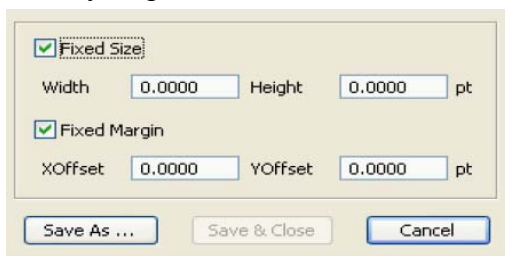 Fixed Size
Width 0.0000 Height 0.0000 pt
Fixed Margin
XOffset 0.0000 YOffset 0.0000 pt
Save As ... Save & Close Cancel